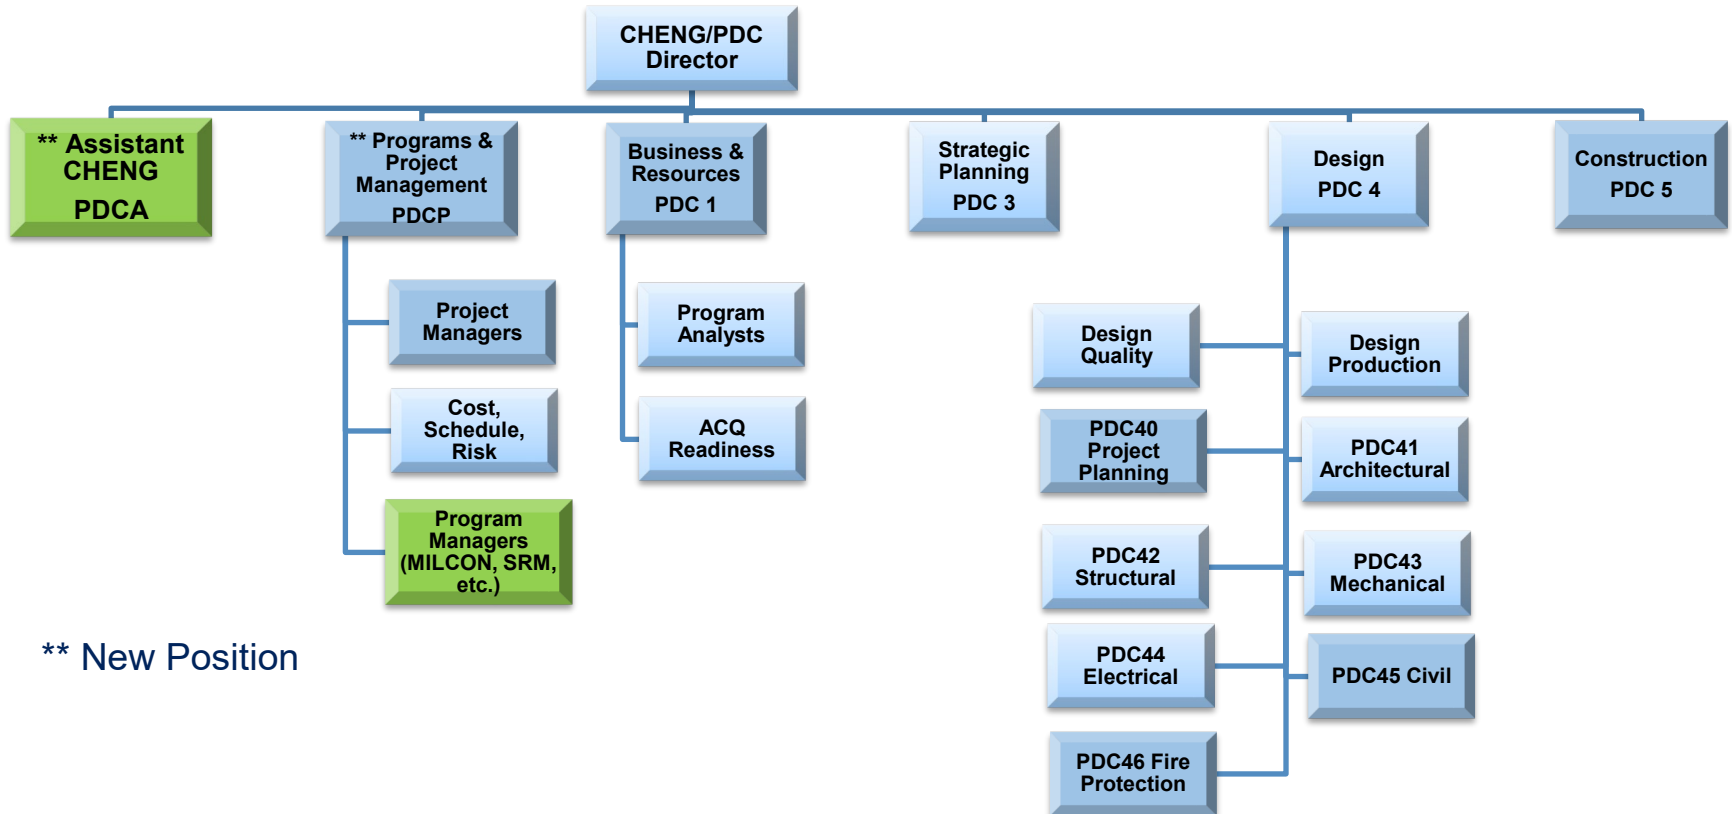 CHENG/PDC
Director
** Assistant
CHENG
PDCA
** Programs &
Project
Management
PDCP
Business &
Resources
PDC 1
Strategic
Planning
PDC 3
Design
PDC 4
Construction
PDC 5
Project
Managers
Cost,
Schedule,
Risk
Program
Managers
(MILCON, SRM,
etc.)
Program
Analysts
ACQ
Readiness
Design
Quality
Design
Production
PDC40
Project
Planning
PDC41
Architectural
PDC42
Structural
PDC43
Mechanical
PDC44
Electrical
PDC45 Civil
PDC46 Fire
Protection
** New Position